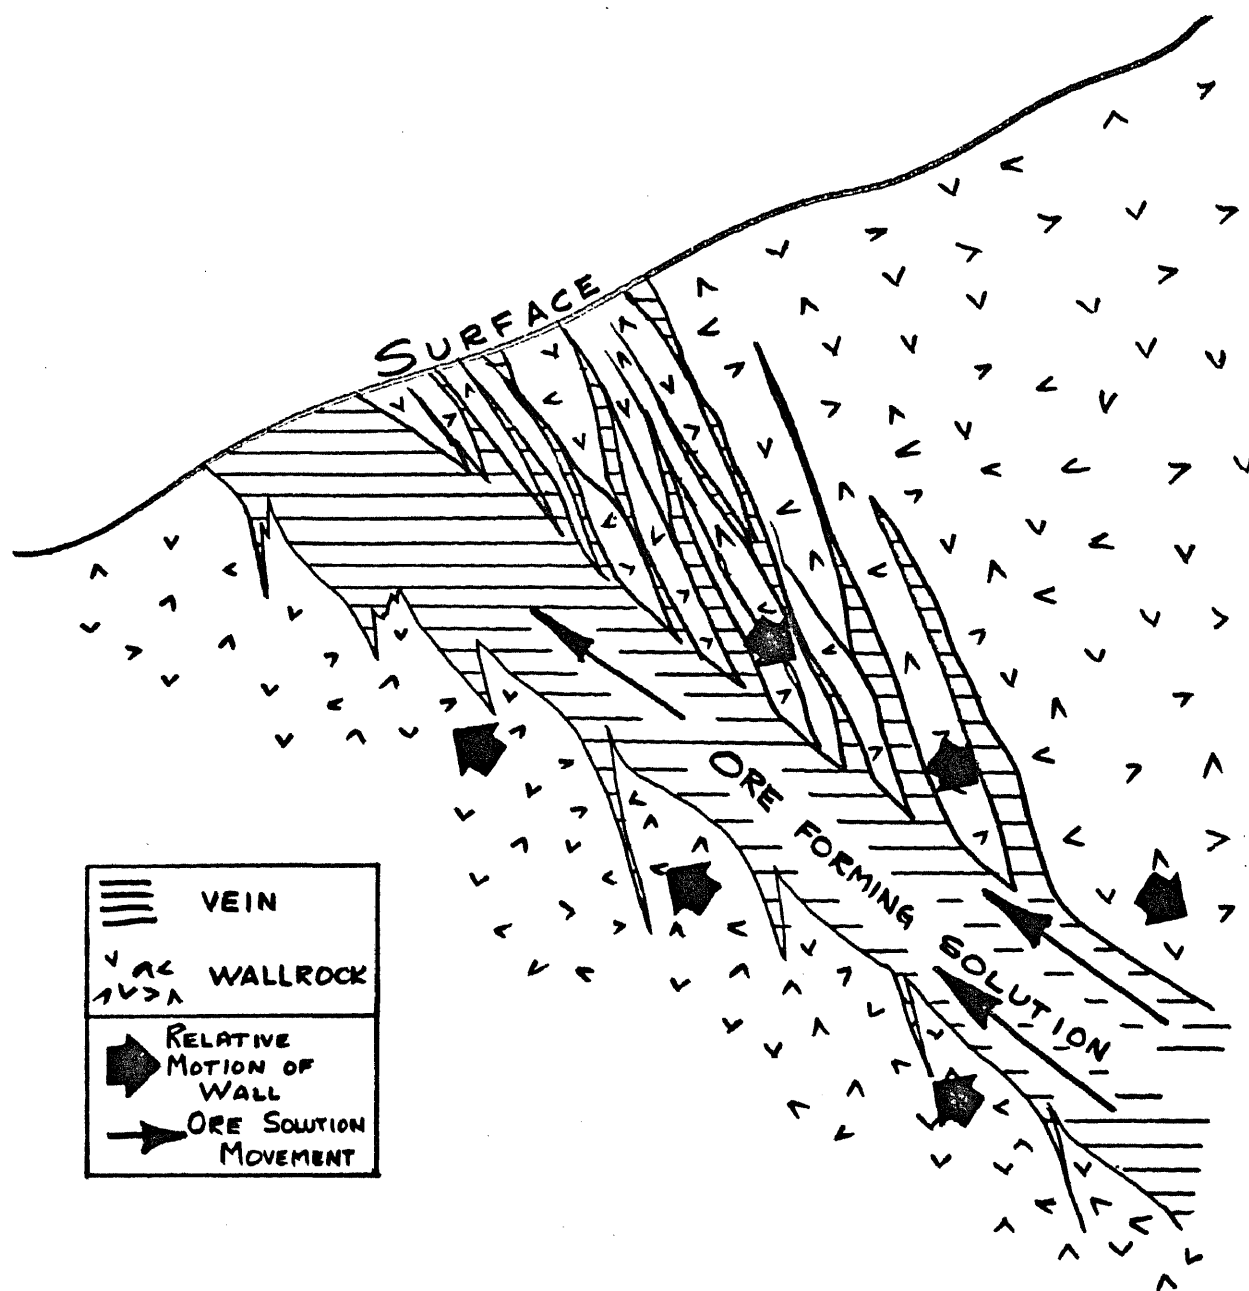 SURFACE
ORE FORMING SOLUTION
VEIN
WALLROCK
RELATIVE
MOTION OF
WALL
ORE SOLUTION
MOVEMENT